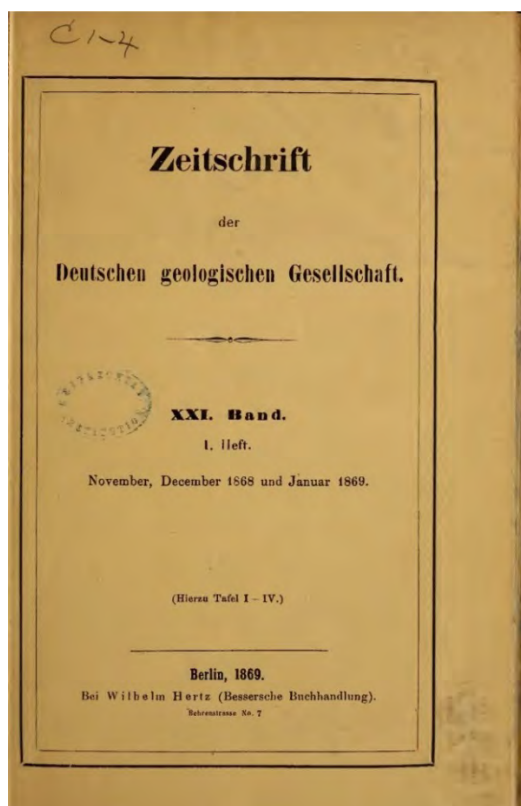 C 1-4
Zeitschrift
der
Deutschen geologischen Gesellschaft.
XXI. Band.
I. Heft.
November, December 1868 und Januar 1869.
(Hierzu Tafel I – IV.)
Berlin, 1869.
Bei Wilhelm Hertz (Bessersche Buchhandlung).
Behrenstrasse No. 7